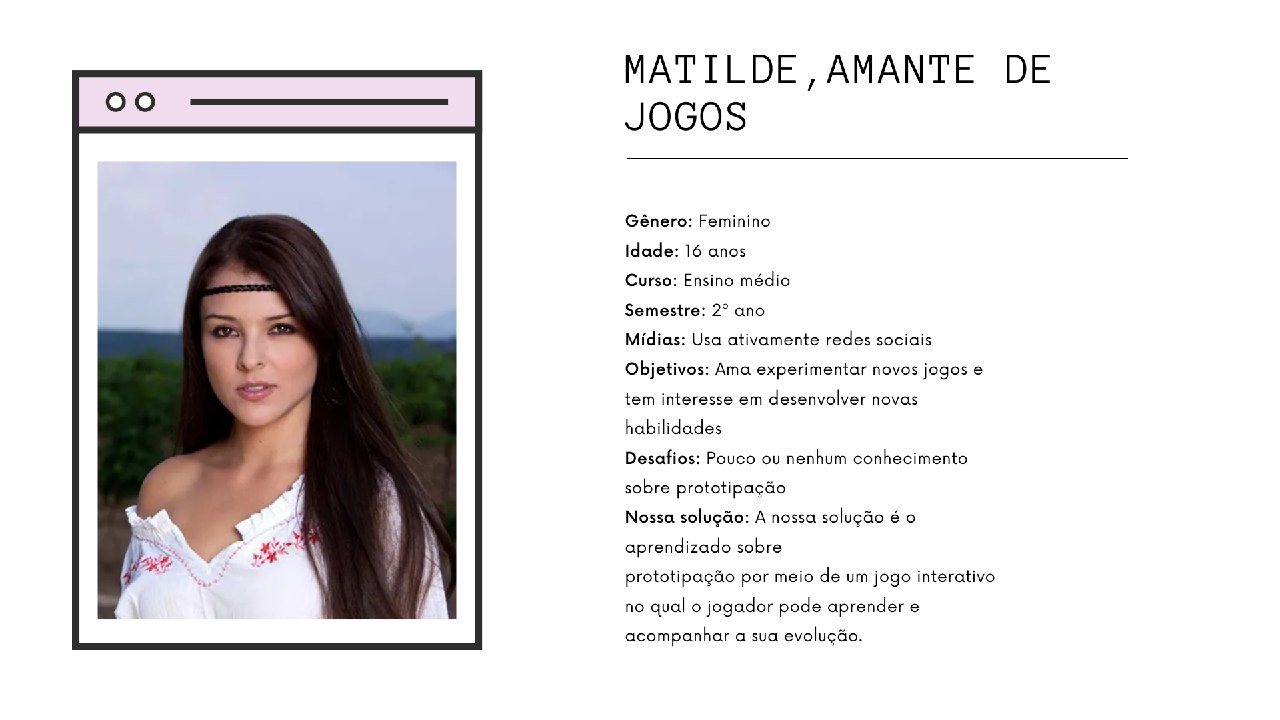 MATILDE,AMANTE DE
JOGOS
Gênero: Feminino
Idade: 16 anos
Curso: Ensino médio
Semestre: 2º ano
Mídias: Usa ativamente redes sociais
Objetivos: Ama experimentar novos jogos e
tem interesse em desenvolver novas
habilidades
Desafios: Pouco ou nenhum conhecimento
sobre prototipação
Nossa solução: A nossa solução é o
aprendizado sobre
prototipação por meio de um jogo interativo
no qual o jogador pode aprender e
acompanhar a sua evolução.